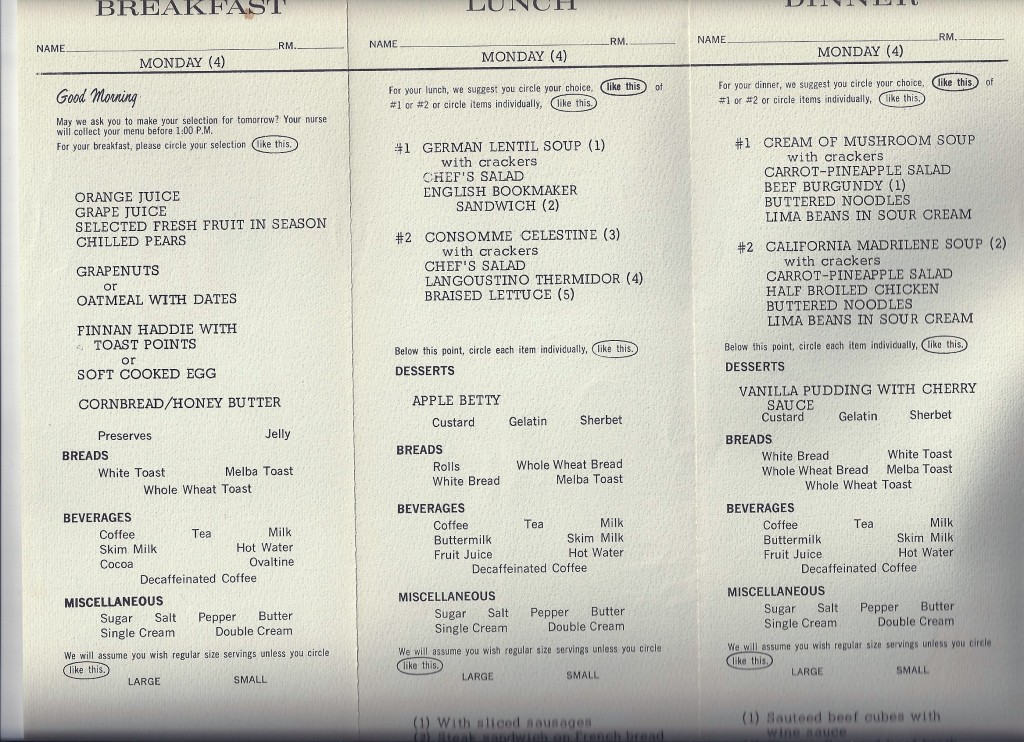 BREAKFAST
NAME RM.
MONDAY (4)
Good Morning
May we ask you to make your selection for tomorrow? Your nurse
will collect your menu before 1:00 P.M.
For your breakfast, please circle your selection like this.
ORANGE JUICE
GRAPE JUICE
SELECTED FRESH FRUIT IN SEASON
CHILLED PEARS
GRAPENUTS
or
OATMEAL WITH DATES
FINNAN HADDIE WITH
TOAST POINTS
or
SOFT COOKED EGG
CORNBREAD/HONEY BUTTER
Preserves Jelly
BREADS
White Toast Melba Toast
Whole Wheat Toast
BEVERAGES
Coffee Tea Milk
Skim Milk Hot Water
Cocoa Ovaltine
Decaffeinated Coffee
MISCELLANEOUS
Sugar Salt Pepper Butter
Single Cream Double Cream
We will assume you wish regular size servings unless you circle
like this.
LARGE SMALL
LUNCH
NAME RM.
MONDAY (4)
For your lunch, we suggest you circle your choice, like this of
#1 or #2 or circle items individually, like this.
#1 GERMAN LENTIL SOUP (1)
with crackers
CHEF'S SALAD
ENGLISH BOOKMAKER
SANDWICH (2)
#2 CONSOMME CELESTINE (3)
with crackers
CHEF'S SALAD
LANGOUSTINO THERMIDOR (4)
BRAISED LETTUCE (5)
Below this point, circle each item individually, like this.
DESSERTS
APPLE BETTY
Custard Gelatin Sherbet
BREADS
Rolls Whole Wheat Bread
White Bread Melba Toast
BEVERAGES
Coffee Tea Milk
Buttermilk Skim Milk
Fruit Juice Hot Water
Decaffeinated Coffee
MISCELLANEOUS
Sugar Salt Pepper Butter
Single Cream Double Cream
We will assume you wish regular size servings unless you circle
like this.
LARGE SMALL
(1) With sliced sausages
(2) Steak sandwich on French bread
DINNER
NAME RM.
MONDAY (4)
For your dinner, we suggest you circle your choice, like this of
#1 or #2 or circle items individually, like this.
#1 CREAM OF MUSHROOM SOUP
with crackers
CARROT-PINEAPPLE SALAD
BEEF BURGUNDY (1)
BUTTERED NOODLES
LIMA BEANS IN SOUR CREAM
#2 CALIFORNIA MADRILENE SOUP (2)
with crackers
CARROT-PINEAPPLE SALAD
HALF BROILED CHICKEN
BUTTERED NOODLES
LIMA BEANS IN SOUR CREAM
Below this point, circle each item individually, like this.
DESSERTS
VANILLA PUDDING WITH CHERRY
SAUCE
Custard Gelatin Sherbet
BREADS
White Bread White Toast
Whole Wheat Bread Melba Toast
Whole Wheat Toast
BEVERAGES
Coffee Tea Milk
Buttermilk Skim Milk
Fruit Juice Hot Water
Decaffeinated Coffee
MISCELLANEOUS
Sugar Salt Pepper Butter
Single Cream Double Cream
We will assume you wish regular size servings unless you circle
like this.
LARGE SMALL
(1) Sauteed beef cubes with
wine sauce